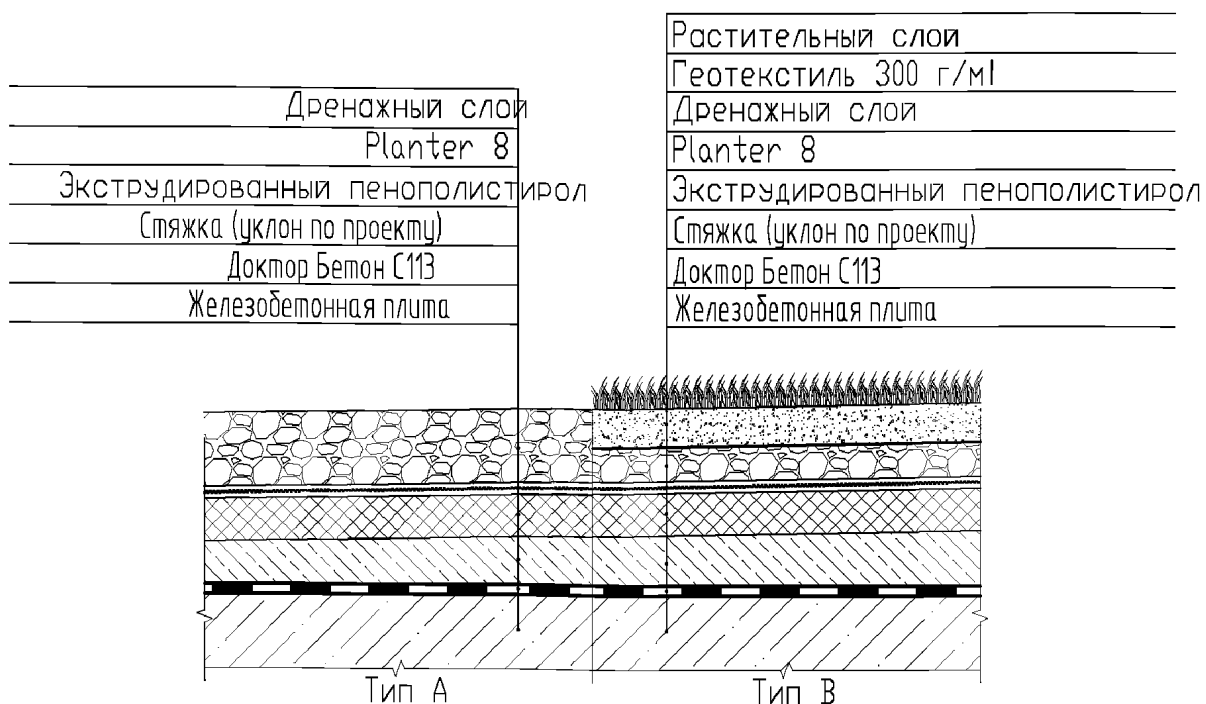 Дренажный слой
Planter 8
Экструдированный пенополистирол
Стяжка (уклон по проекту)
Доктор Бетон С113
Железобетонная плита
Растительный слой
Геотекстиль 300 г/мl
Дренажный слой
Planter 8
Экструдированный пенополистирол
Стяжка (уклон по проекту)
Доктор Бетон С113
Железобетонная плита
Тип А
Тип В